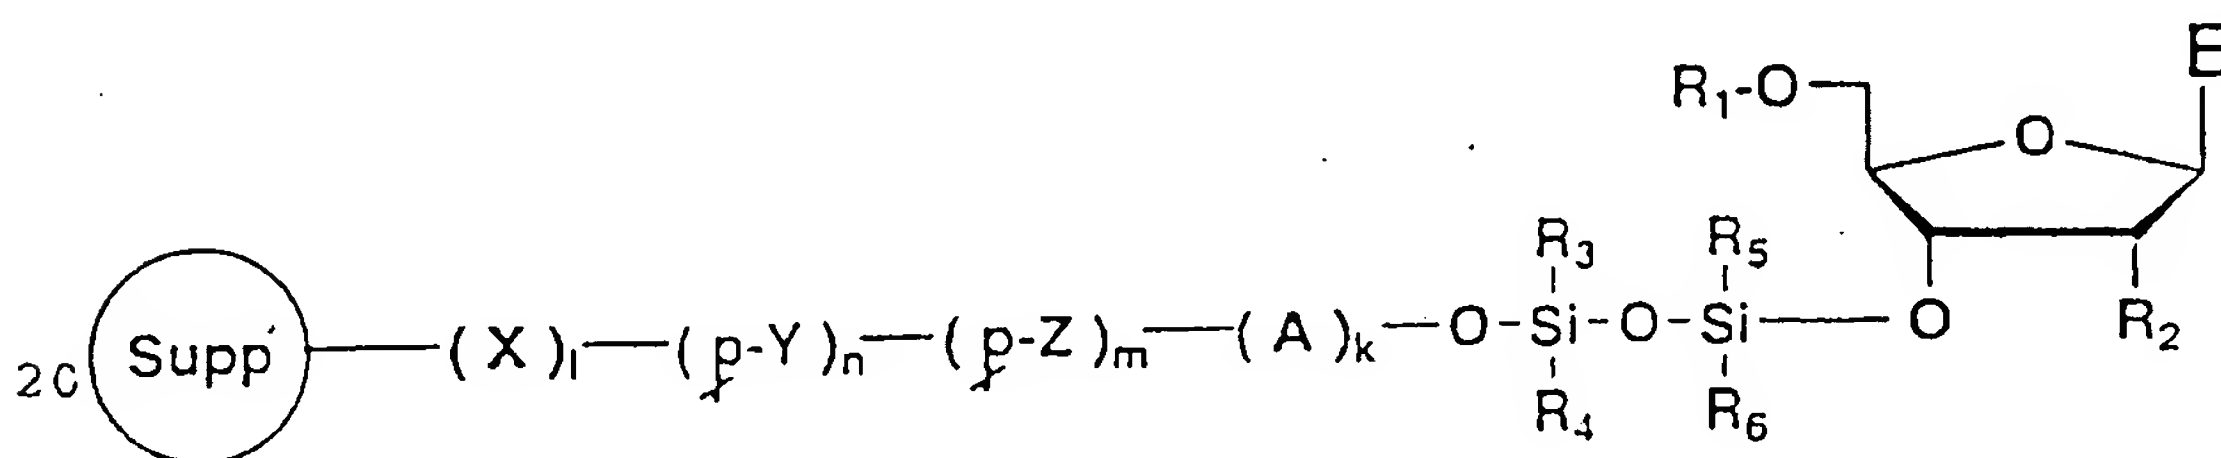 B
R₁-O
O
R₃ R₅
20 Supp (X)ₗ—(p-Y)ₙ—(p-Z)ₘ—(A)ₖ—O-Si-O-Si—O R₂
R₄ R₆